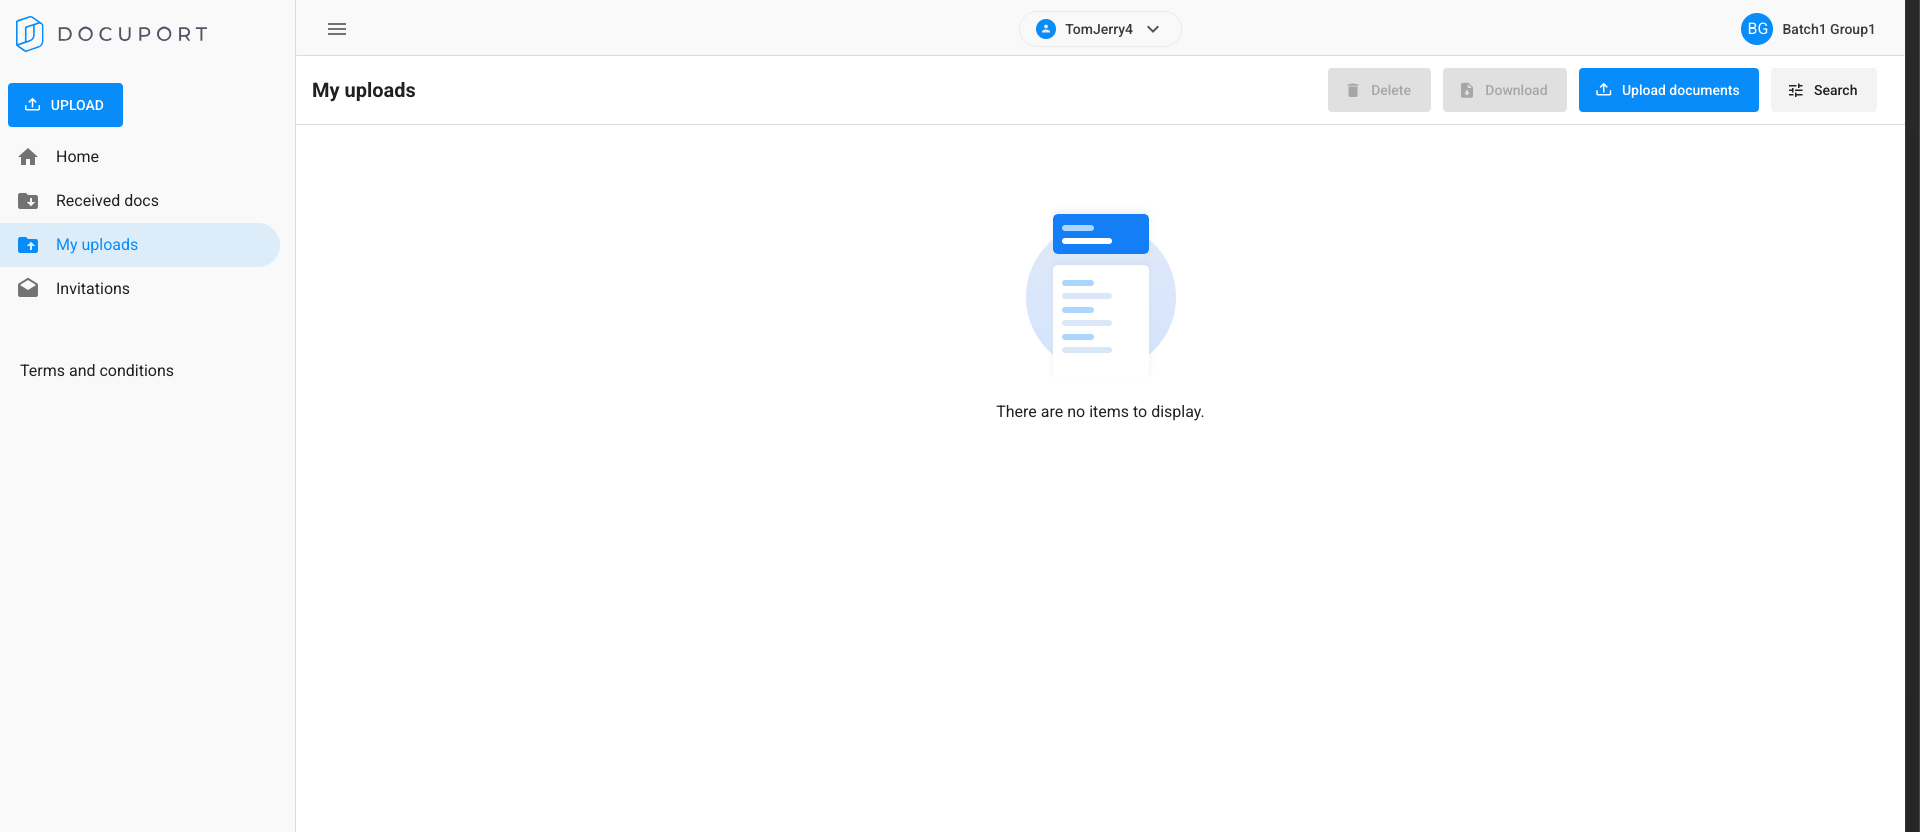 DOCUPORT
UPLOAD
Home
Received docs
My uploads
Invitations
Terms and conditions
TomJerry4
BG Batch1 Group1
My uploads
Delete
Download
Upload documents
Search
There are no items to display.